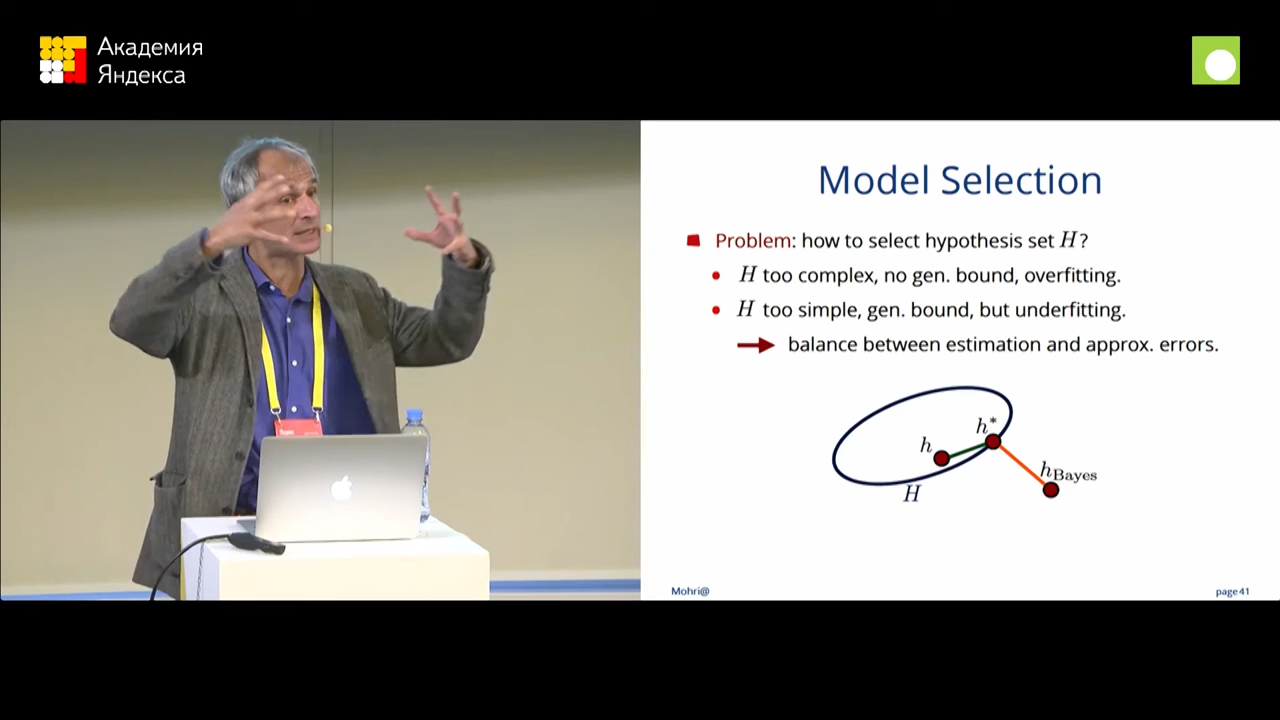 Академия
Яндекса
Model Selection
Problem: how to select hypothesis set H?
H too complex, no gen. bound, overfitting.
H too simple, gen. bound, but underfitting.
balance between estimation and approx. errors.
h*
h
hBayes
H
Mohri@
page 41